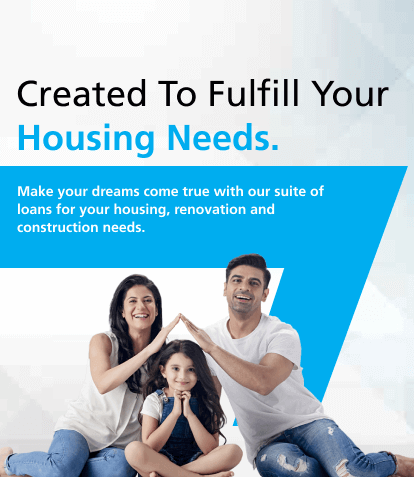 Created To Fulfill Your
Housing Needs.
Make your dreams come true with our suite of
loans for your housing, renovation and
construction needs.